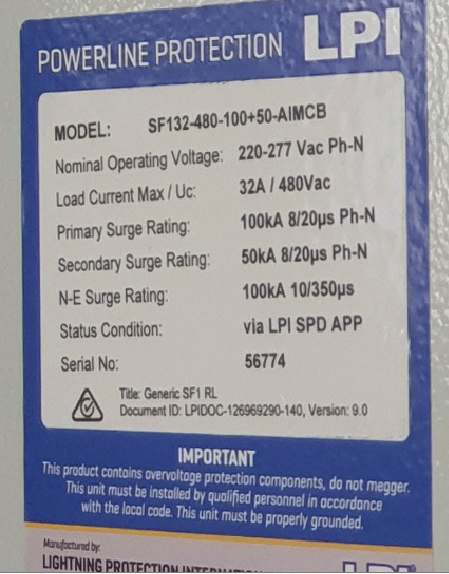 POWERLINE PROTECTION LPI
MODEL: SF132-480-100+50-AIMCB
Nominal Operating Voltage: 220-277 Vac Ph-N
Load Current Max / Uc: 32A / 480Vac
Primary Surge Rating: 100kA 8/20µs Ph-N
Secondary Surge Rating: 50kA 8/20µs Ph-N
N-E Surge Rating: 100kA 10/350µs
Status Condition: via LPI SPD APP
Serial No: 56774
Title: Generic SF1 RL
Document ID: LPIDOC-126969290-140, Version: 9.0
IMPORTANT
This product contains overvoltage protection components, do not megger.
This unit must be installed by qualified personnel in accordance
with the local code. This unit must be properly grounded.
Manufactured by:
LIGHTNING PROTECTION LPI